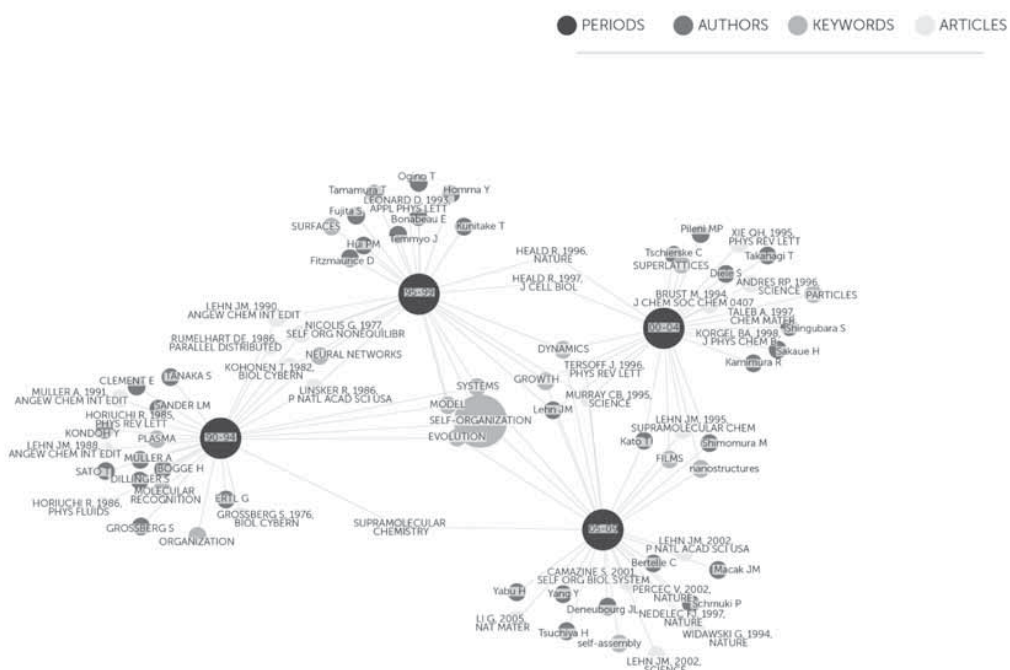 PERIODS
AUTHORS
KEYWORDS
ARTICLES
Ogino T
Tamamura T
Homma Y
LEONARD D, 1993,
APPL PHYS LETT
Fujita S
Bonabeau E
SURFACES
Kunitake T
Temmyo J
Hui PM
Fitzmaurice D
95-99
HEALD R, 1996,
NATURE
HEALD R, 1997,
J CELL BIOL
Pileni MP
XIE QH, 1995,
PHYS REV LETT
Tschierske C
Takahagi T
SUPERLATTICES
Diele S
ANDRES RP, 1996,
SCIENCE
BRUST M, 1994,
J CHEM SOC CHEM 0407
PARTICLES
TALEB A, 1997,
CHEM MATER
00-04
Shingubara S
KORGEL BA, 1998,
J PHYS CHEM B
Sakaue H
Kamimura R
LEHN JM, 1990,
ANGEW CHEM INT EDIT
NICOLIS G, 1977,
SELF ORG NONEQUILIBR
RUMELHART DE, 1986,
PARALLEL DISTRIBUTED
NEURAL NETWORKS
KOHONEN T, 1982,
BIOL CYBERN
LINSKER R, 1986,
P NATL ACAD SCI USA
DYNAMICS
TERSOFF J, 1996,
PHYS REV LETT
GROWTH
MURRAY CB, 1995,
SCIENCE
SYSTEMS
MODEL
Lehn JM
SELF-ORGANIZATION
EVOLUTION
TANAKA S
CLEMENT E
MULLER A, 1991,
ANGEW CHEM INT EDIT
SANDER LM
HORIUCHI R, 1985,
PHYS REV LETT
KONDOH Y
PLASMA
90-94
LEHN JM, 1988,
ANGEW CHEM INT EDIT
MULLER A
SATO T
BOGGE H
DILLINGER S
MOLECULAR
RECOGNITION
HORIUCHI R, 1986,
PHYS FLUIDS
ERTL G
GROSSBERG S, 1976,
BIOL CYBERN
GROSSBERG S
ORGANIZATION
LEHN JM, 1995,
SUPRAMOLECULAR CHEM
Kato T
Shimomura M
FILMS
nanostructures
SUPRAMOLECULAR
CHEMISTRY
LEHN JM, 2002,
P NATL ACAD SCI USA
Bertelle C
Macak JM
CAMAZINE S, 2001,
SELF ORG BIOL SYSTEM
PERCEC V, 2002,
NATURE
Yabu H
Yang Y
Schmuki P
Deneubourg JL
NEDELEC FJ, 1997,
NATURE
LI G, 2005,
NAT MATER
Tsuchiya H
WIDAWSKI G, 1994,
NATURE
self-assembly
LEHN JM, 2002,
SCIENCE